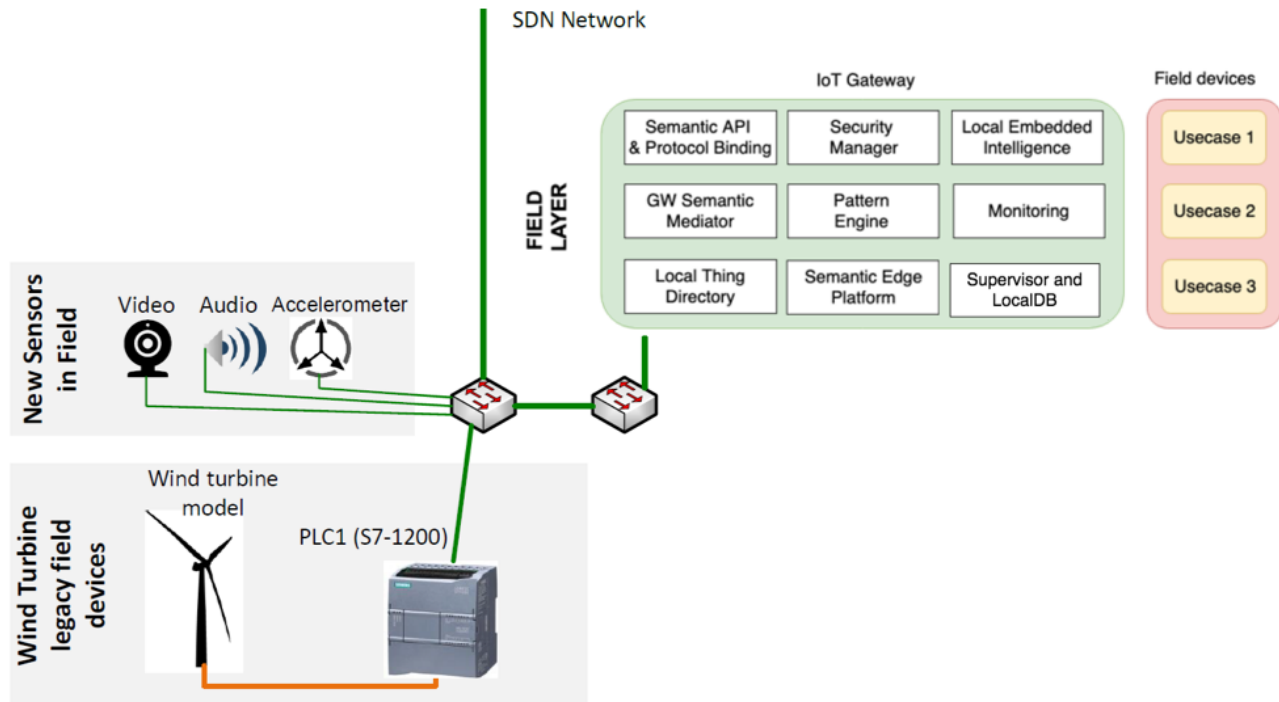 SDN Network
IoT Gateway
Field devices
FIELD
LAYER
Semantic API
& Protocol Binding
Security
Manager
Local Embedded
Intelligence
GW Semantic
Mediator
Pattern
Engine
Monitoring
Local Thing
Directory
Semantic Edge
Platform
Supervisor and
LocalDB
Usecase 1
Usecase 2
Usecase 3
New Sensors
in Field
Video
Audio
Accelerometer
Wind Turbine
legacy field
devices
Wind turbine
model
PLC1 (S7-1200)